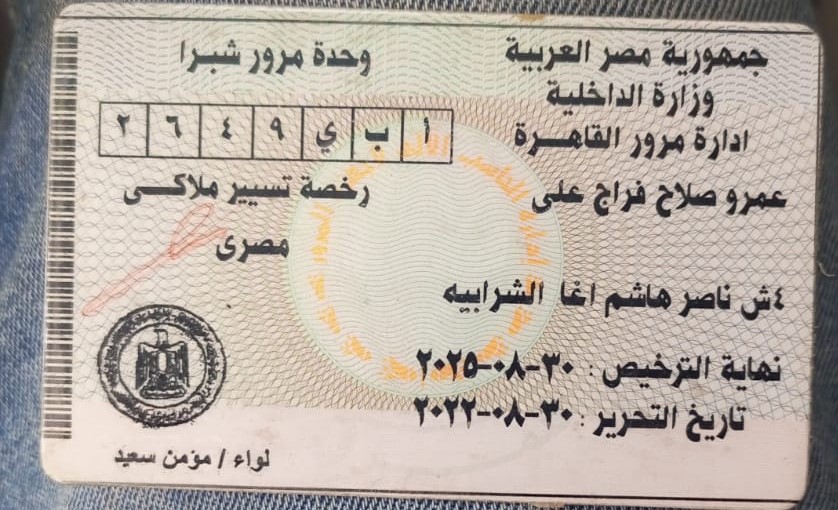 جمهورية مصر العربية
وحدة مرور شبرا
وزارة الداخلية
ادارة مرور القاهـــرة
أ ب ي ٩ ٤ ٦ ٢
عمرو صلاح فراج على
رخصة تسيير ملاكــى
مصرى
٤ش ناصر هاشم اغا الشرابيه
نهاية الترخيص : ٣٠-٠٨-٢٠٢٥
تاريخ التحرير : ٣٠-٠٨-٢٠٢٢
لواء / مؤمن سعيد